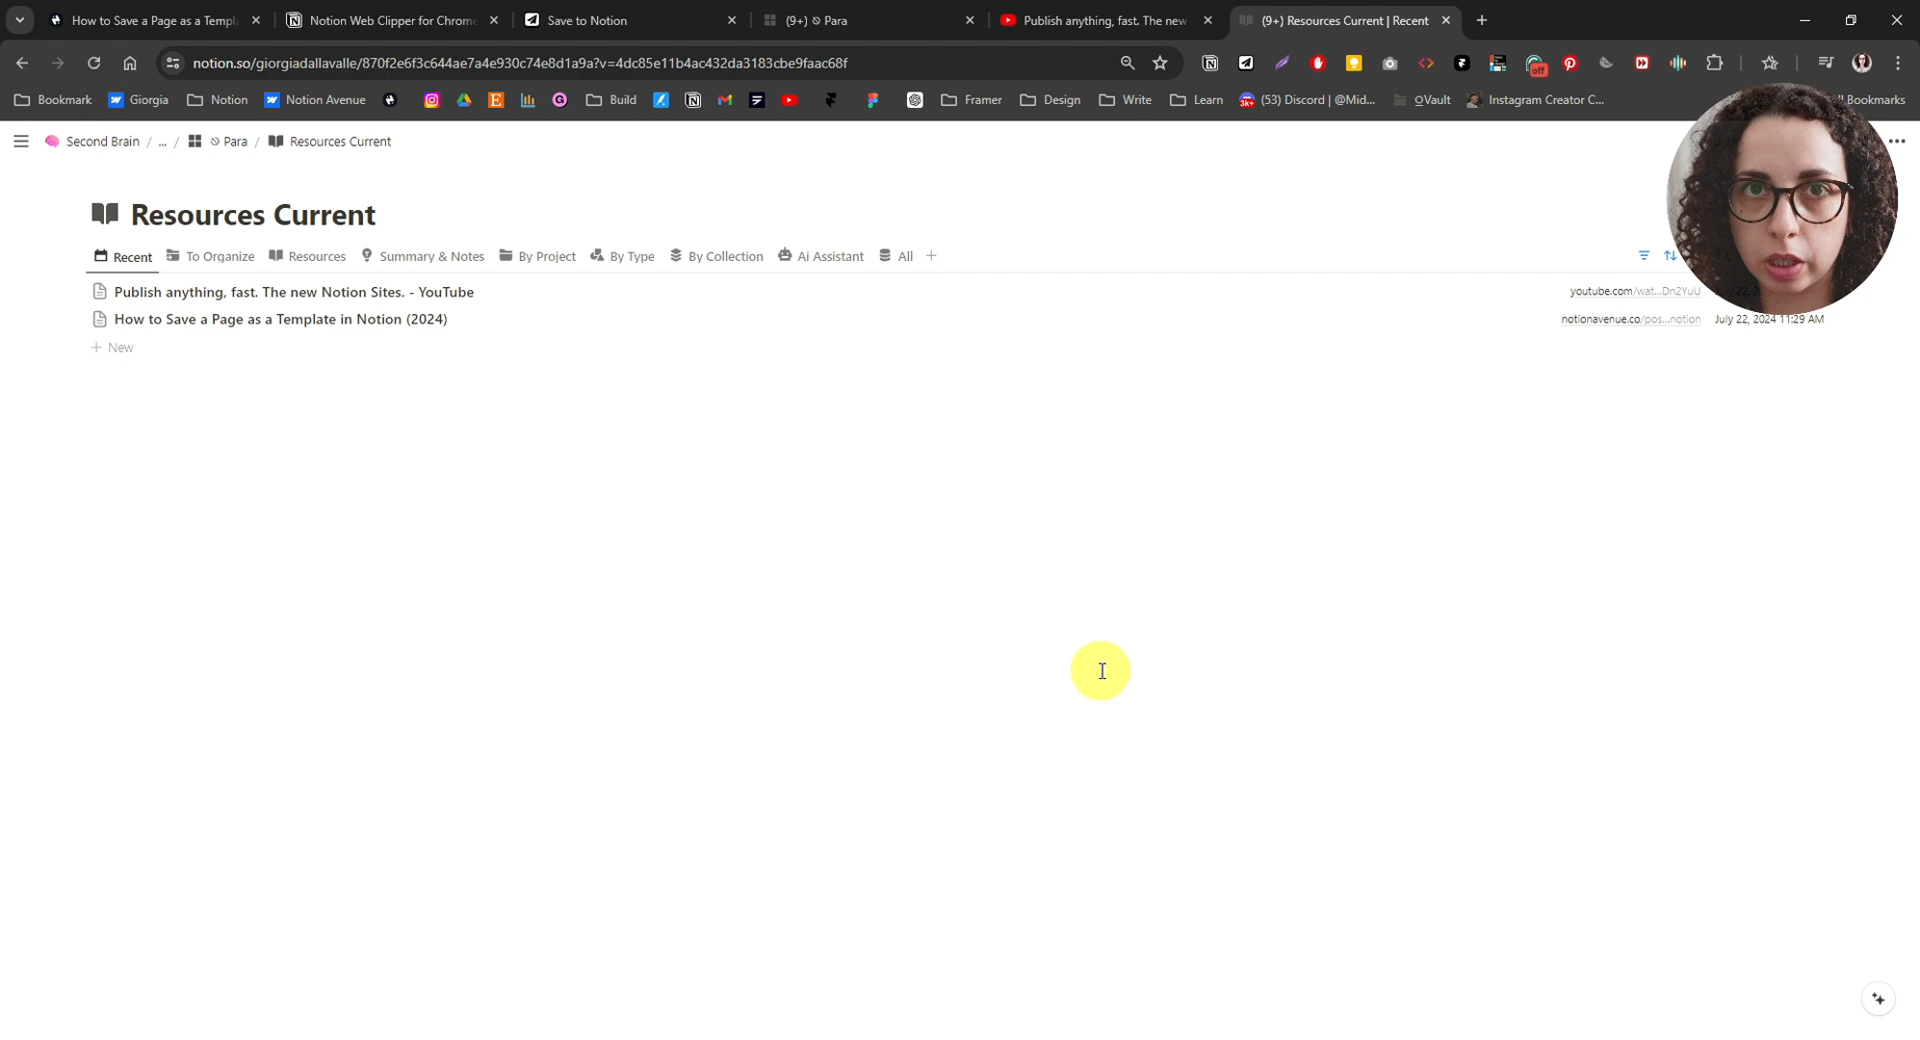 How to Save a Page as a Templ
Notion Web Clipper for Chrome
Save to Notion
(9+) ⎋ Para
Publish anything, fast. The new
(9+) Resources Current | Recent
notion.so/giorgiadallavalle/870f2e6f3c644ae7a4e930c74e8d1a9a?v=4dc85e11b4ac432da3183cbe9faac68f
off
Bookmark
Giorgia
Notion
Notion Avenue
Build
Framer
Design
Write
Learn
(53) Discord | @Mid...
QVault
Instagram Creator C...
Bookmarks
Second Brain / ... / Para / Resources Current
Resources Current
Recent To Organize Resources Summary & Notes By Project By Type By Collection Ai Assistant All
Publish anything, fast. The new Notion Sites. - YouTube youtube.com/wat...Dn2YuU
How to Save a Page as a Template in Notion (2024) notionavenue.co/pos...notion July 22, 2024 11:29 AM
+ New